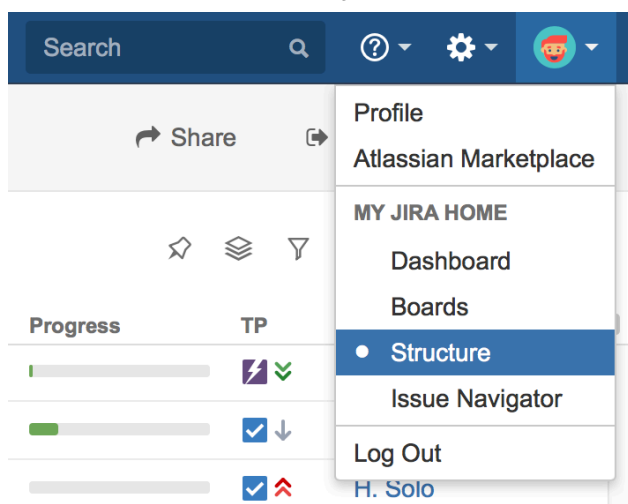 Search
Share
Profile
Atlassian Marketplace
MY JIRA HOME
Dashboard
Boards
Structure
Issue Navigator
Log Out
Progress TP
H. Solo